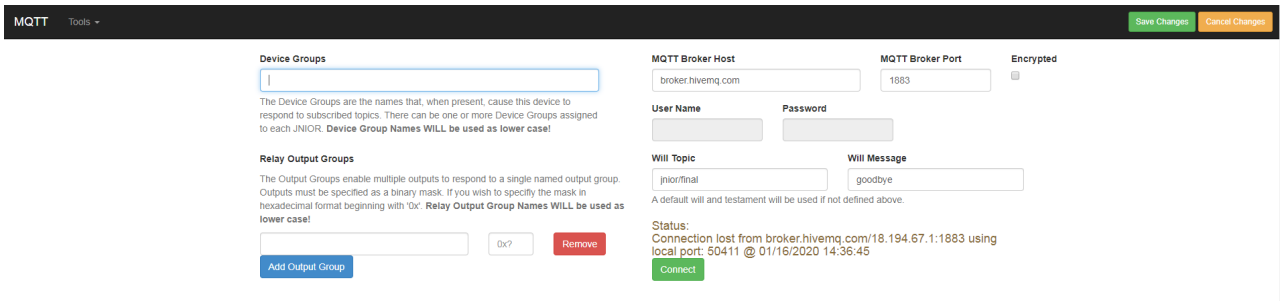 MQTT Tools Save Changes Cancel Changes
Device Groups
The Device Groups are the names that, when present, cause this device to
respond to subscribed topics. There can be one or more Device Groups assigned
to each JNIOR. Device Group Names WILL be used as lower case!
Relay Output Groups
The Output Groups enable multiple outputs to respond to a single named output group.
Outputs must be specified as a binary mask. If you wish to specifiy the mask in
hexadecimal format beginning with '0x'. Relay Output Group Names WILL be used as
lower case!
0x? Remove
Add Output Group
MQTT Broker Host MQTT Broker Port Encrypted
broker.hivemq.com 1883
User Name Password
Will Topic Will Message
jnior/final goodbye
A default will and testament will be used if not defined above.
Status:
Connection lost from broker.hivemq.com/18.194.67.1:1883 using
local port: 50411 @ 01/16/2020 14:36:45
Connect